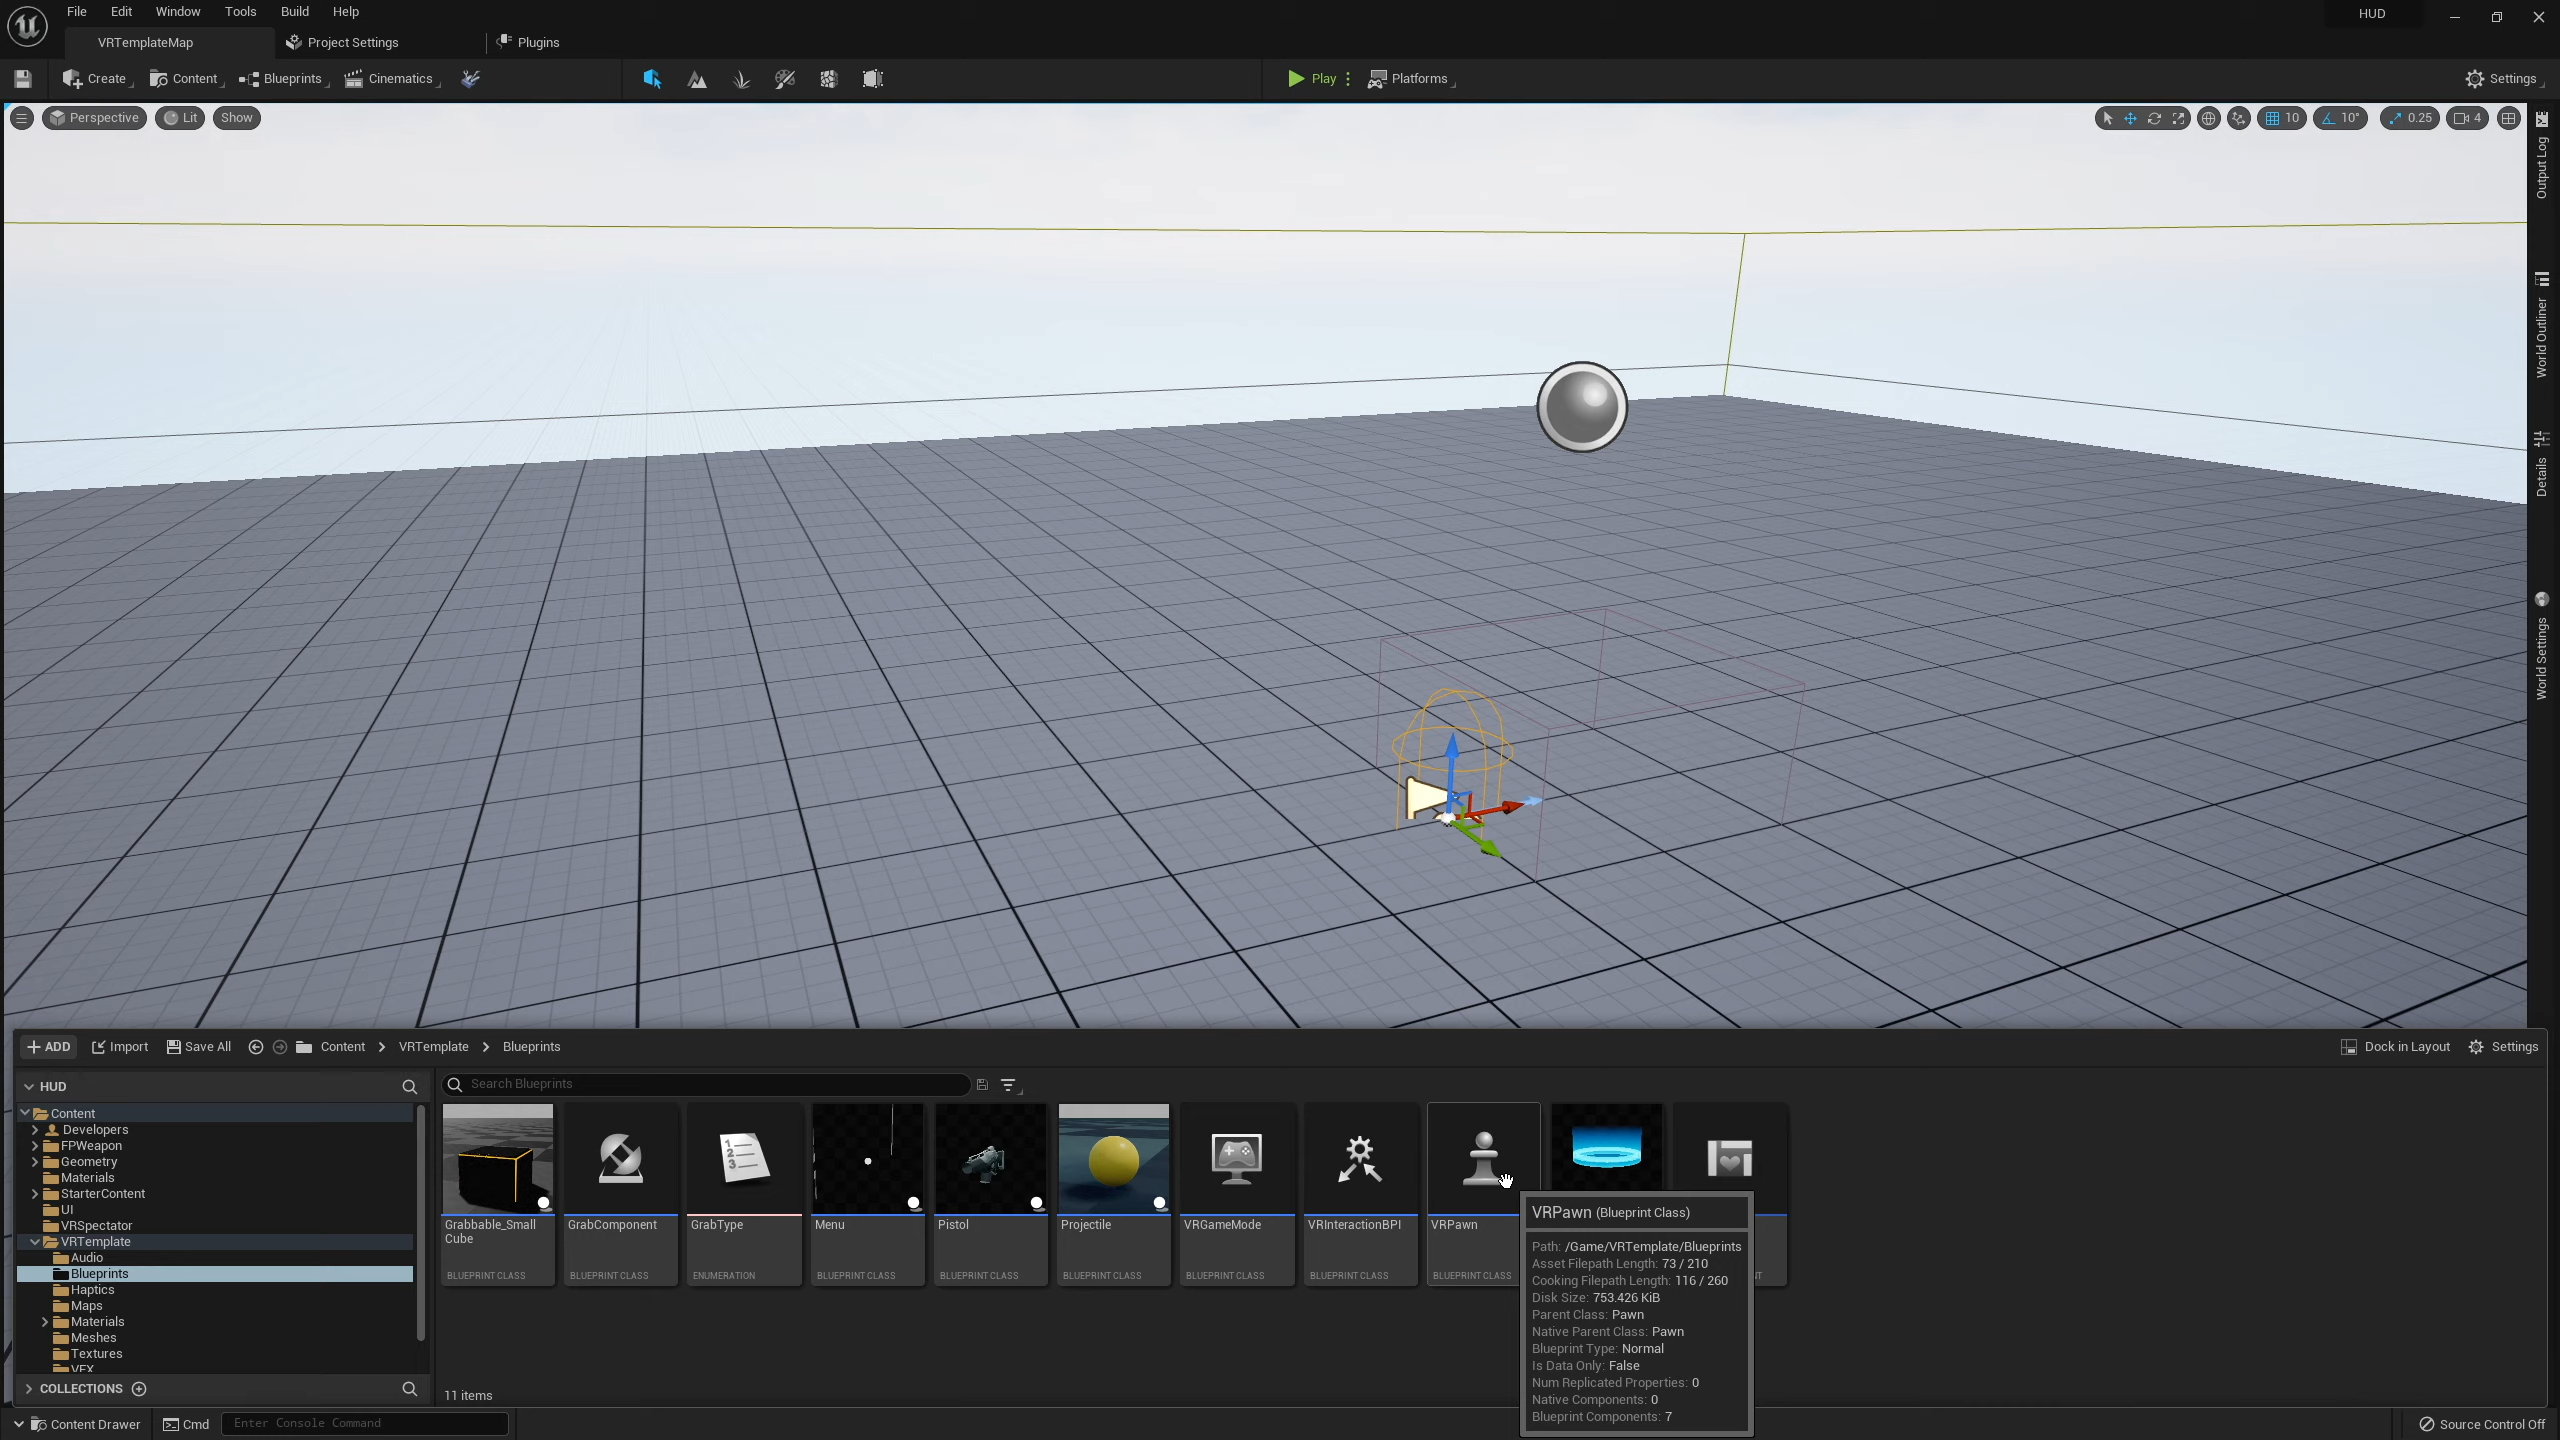 File Edit Window Tools Build Help
HUD
VRTemplateMap
Project Settings
Plugins
Create
Content
Blueprints
Cinematics
Play
Platforms
Settings
Perspective
Lit
Show
10
10°
0.25
4
Output Log
World Outliner
Details
World Settings
+ ADD
Import
Save All
Content > VRTemplate > Blueprints
Dock in Layout
Settings
HUD
Search Blueprints
Content
Developers
FPWeapon
Geometry
Materials
StarterContent
UI
VRSpectator
VRTemplate
Audio
Blueprints
Haptics
Maps
Materials
Meshes
Textures
VFX
COLLECTIONS
Grabbable_Small
Cube
BLUEPRINT CLASS
GrabComponent
BLUEPRINT CLASS
1
2
3
GrabType
ENUMERATION
Menu
BLUEPRINT CLASS
Pistol
BLUEPRINT CLASS
Projectile
BLUEPRINT CLASS
VRGameMode
BLUEPRINT CLASS
VRInteractionBPI
BLUEPRINT CLASS
VRPawn
BLUEPRINT CLASS
VRPawn (Blueprint Class)
Path: /Game/VRTemplate/Blueprints
Asset Filepath Length: 73 / 210
Cooking Filepath Length: 116 / 260
Disk Size: 753.426 KiB
Parent Class: Pawn
Native Parent Class: Pawn
Blueprint Type: Normal
Is Data Only: False
Num Replicated Properties: 0
Native Components: 0
Blueprint Components: 7
11 items
Content Drawer
Cmd
Enter Console Command
Source Control Off